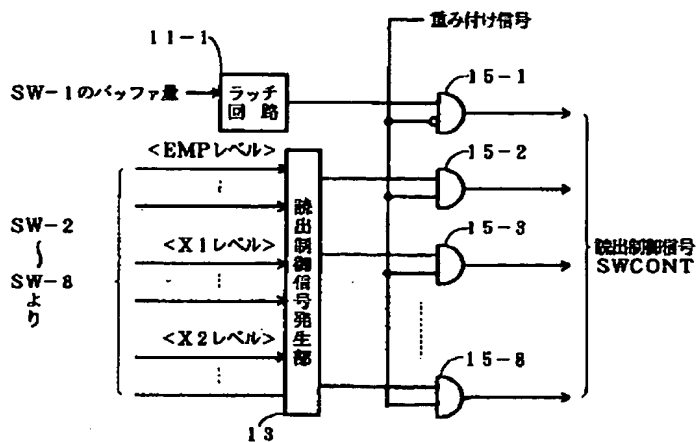 重み付け信号
11-1
SW-1のバッファ量
ラッチ
回路
15-1
<EMPレベル>
15-2
SW-2
〜
SW-8
より
<X1レベル>
読出制御信号発生部
15-3
読出制御信号
SWCONT
<X2レベル>
15-8
13